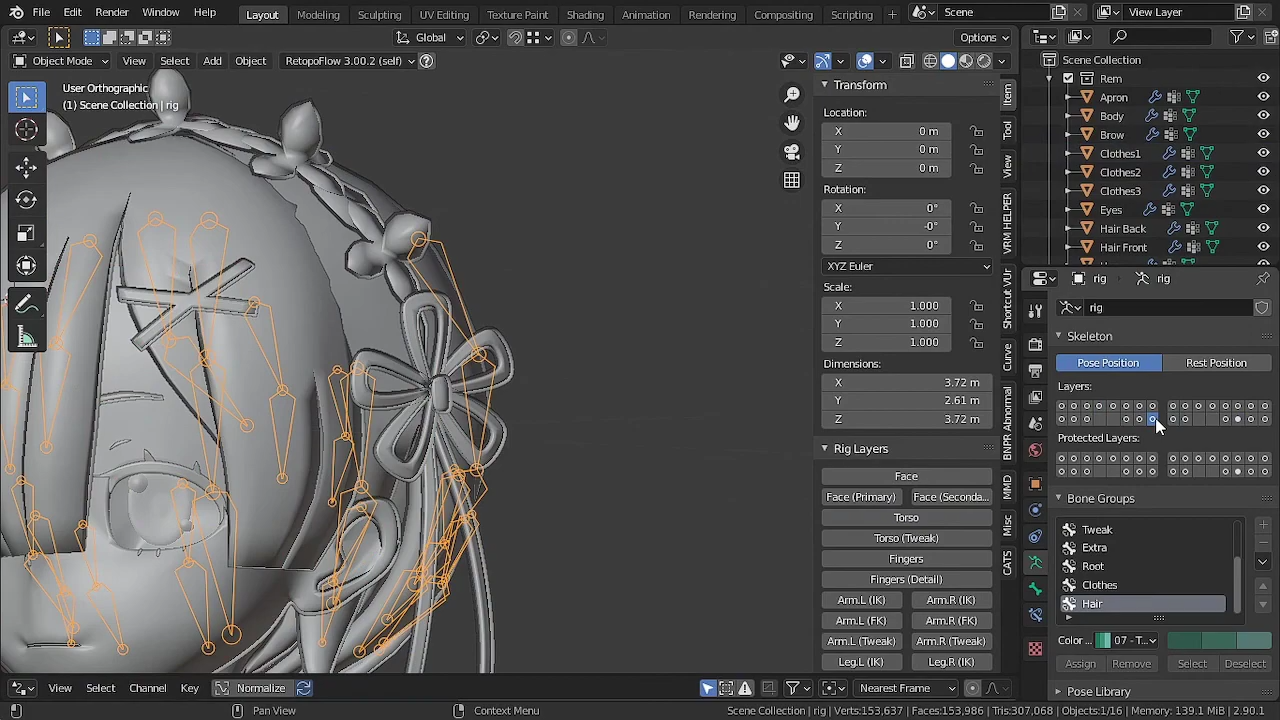 File Edit Render Window Help Layout Modeling Sculpting UV Editing Texture Paint Shading Animation Rendering Compositing Scripting Scene View Layer
Global Options
Object Mode View Select Add Object RetopoFlow 3.00.2 (self)
User Orthographic
(1) Scene Collection | rig
Transform
Location:
X 0 m
Y 0 m
Z 0 m
Rotation:
X 0°
Y -0°
Z 0°
XYZ Euler
Scale:
X 1.000
Y 1.000
Z 1.000
Dimensions:
X 3.72 m
Y 2.61 m
Z 3.72 m
Rig Layers
Face
Face (Primary) Face (Seconda...
Torso
Torso (Tweak)
Fingers
Fingers (Detail)
Arm.L (IK) Arm.R (IK)
Arm.L (FK) Arm.R (FK)
Arm.L (Tweak) Arm.R (Tweak)
Leg.L (IK) Leg.R (IK)
Item
Tool
View
VRM HELPER
Shortcut VUr
Curve
BNPR Abnormal
MMD
Misc
CATS
Scene Collection
Rem
Apron
Body
Brow
Clothes1
Clothes2
Clothes3
Eyes
Hair Back
Hair Front
rig rig
rig
Skeleton
Pose Position Rest Position
Layers:
Protected Layers:
Bone Groups
Tweak
Extra
Root
Clothes
Hair
Color ... 07 - T...
Assign Remove Select Deselect
Pose Library
View Select Channel Key Normalize Nearest Frame
Pan View Context Menu Scene Collection | rig | Verts:153,637 | Faces:153,986 | Tris:307,068 | Objects:1/16 | Memory: 139.1 MiB | 2.90.1